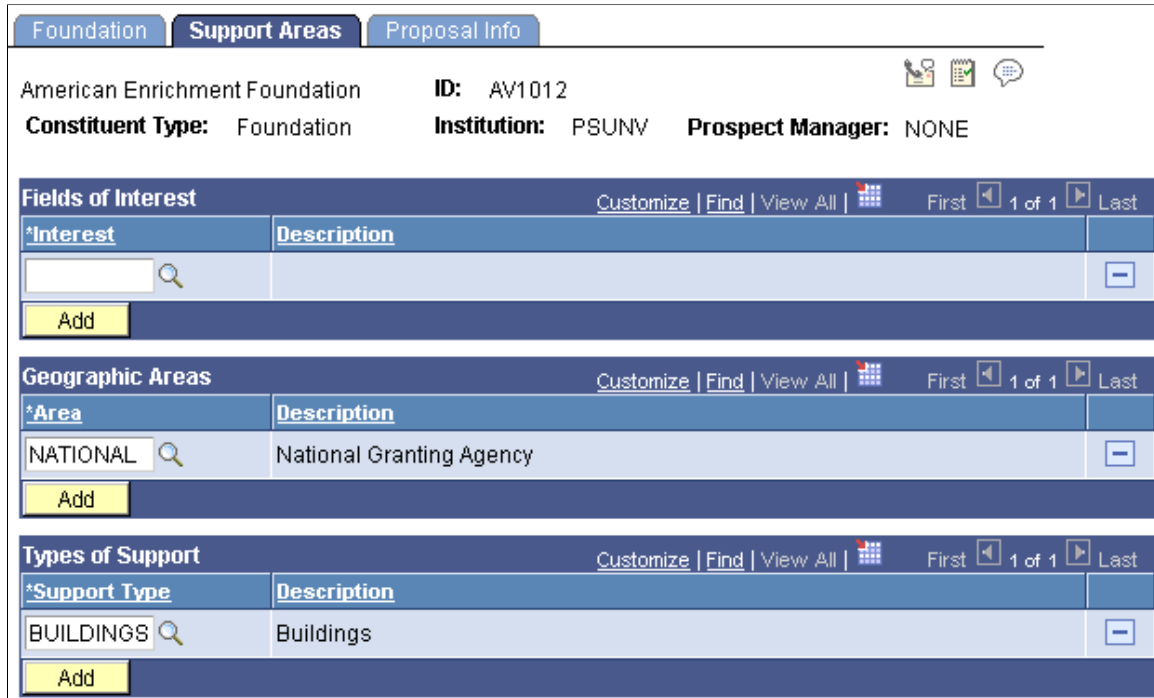 Foundation Support Areas Proposal Info
American Enrichment Foundation ID: AV1012
Constituent Type: Foundation Institution: PSUNV Prospect Manager: NONE
Fields of Interest Customize | Find | View All | First 1 of 1 Last
*Interest Description
Add
Geographic Areas Customize | Find | View All | First 1 of 1 Last
*Area Description
NATIONAL National Granting Agency
Add
Types of Support Customize | Find | View All | First 1 of 1 Last
*Support Type Description
BUILDINGS Buildings
Add